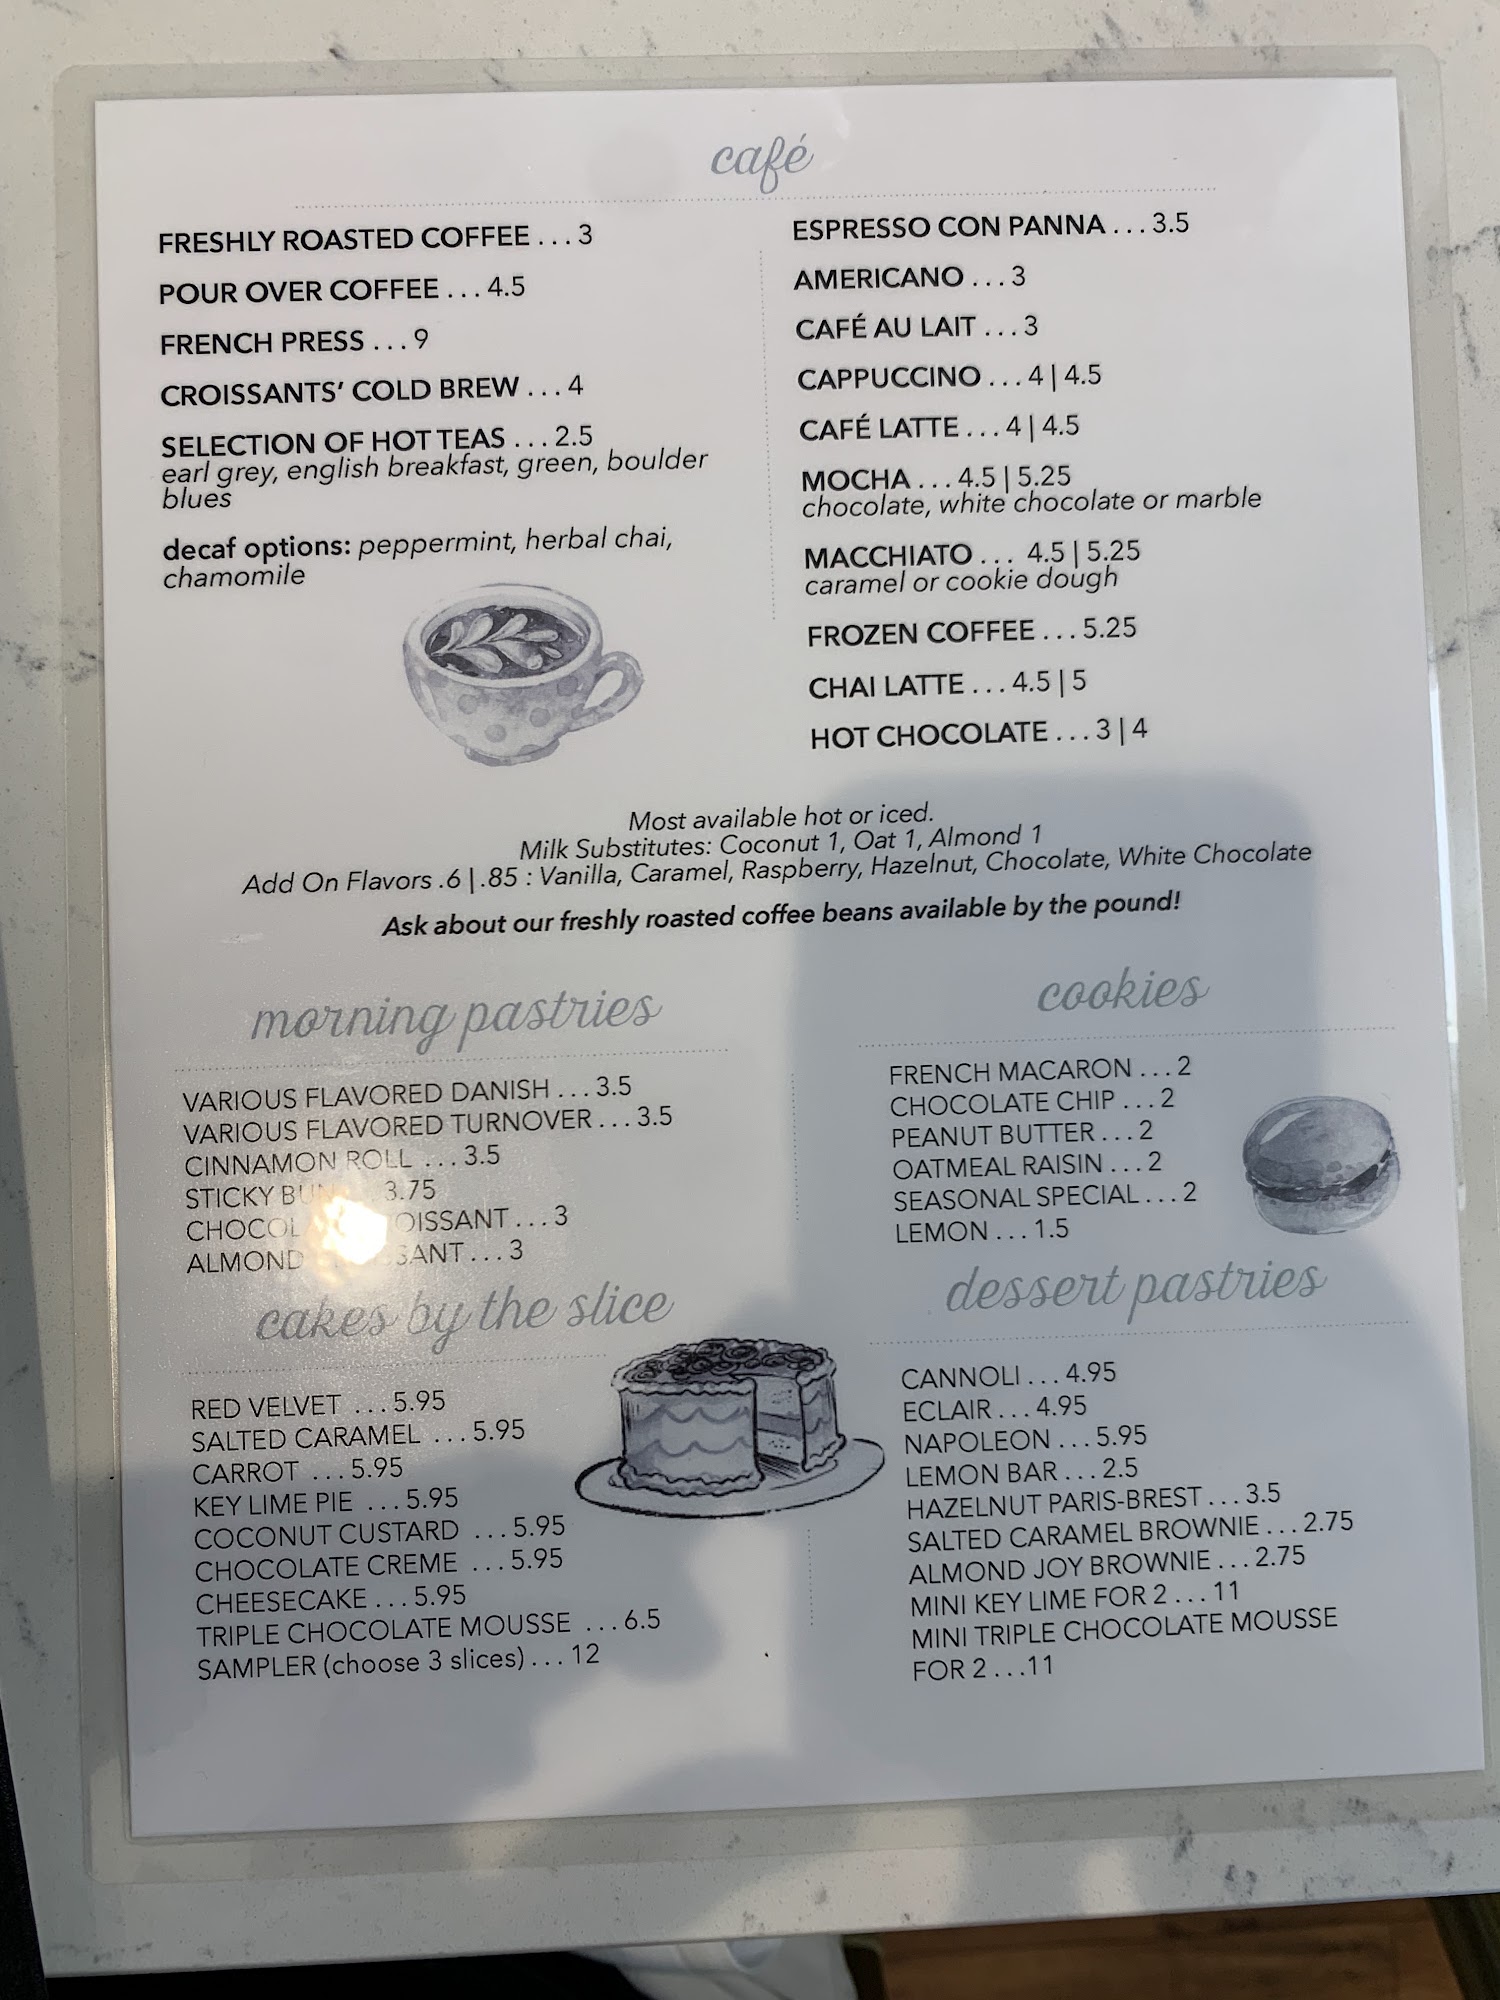 café
FRESHLY ROASTED COFFEE . . . 3
POUR OVER COFFEE . . . 4.5
FRENCH PRESS . . . 9
CROISSANTS' COLD BREW . . . 4
SELECTION OF HOT TEAS . . . 2.5
earl grey, english breakfast, green, boulder
blues
decaf options: peppermint, herbal chai,
chamomile
ESPRESSO CON PANNA . . . 3.5
AMERICANO . . . 3
CAFÉ AU LAIT . . . 3
CAPPUCCINO . . . 4 | 4.5
CAFÉ LATTE . . . 4 | 4.5
MOCHA . . . 4.5 | 5.25
chocolate, white chocolate or marble
MACCHIATO . . . 4.5 | 5.25
caramel or cookie dough
FROZEN COFFEE . . . 5.25
CHAI LATTE . . . 4.5 | 5
HOT CHOCOLATE . . . 3 | 4
Most available hot or iced.
Milk Substitutes: Coconut 1, Oat 1, Almond 1
Add On Flavors .6 | .85 : Vanilla, Caramel, Raspberry, Hazelnut, Chocolate, White Chocolate
Ask about our freshly roasted coffee beans available by the pound!
morning pastries
VARIOUS FLAVORED DANISH . . . 3.5
VARIOUS FLAVORED TURNOVER . . . 3.5
CINNAMON ROLL . . . 3.5
STICKY 3.75
. . . 3
ALMOND . . . 3
cookies
FRENCH MACARON . . . 2
CHOCOLATE CHIP . . . 2
PEANUT BUTTER . . . 2
OATMEAL RAISIN . . . 2
SEASONAL SPECIAL . . . 2
LEMON . . . 1.5
cakes by the slice
RED VELVET . . . 5.95
SALTED CARAMEL . . . 5.95
CARROT . . . 5.95
KEY LIME PIE . . . 5.95
COCONUT CUSTARD . . . 5.95
CHOCOLATE CREME . . . 5.95
CHEESECAKE . . . 5.95
TRIPLE CHOCOLATE MOUSSE . . . 6.5
SAMPLER (choose 3 slices) . . . 12
dessert pastries
CANNOLI . . . 4.95
ECLAIR . . . 4.95
NAPOLEON . . . 5.95
LEMON BAR . . . 2.5
HAZELNUT PARIS-BREST . . . 3.5
SALTED CARAMEL BROWNIE . . . 2.75
ALMOND JOY BROWNIE . . . 2.75
MINI KEY LIME FOR 2 . . . 11
MINI TRIPLE CHOCOLATE MOUSSE
FOR 2 . . .11